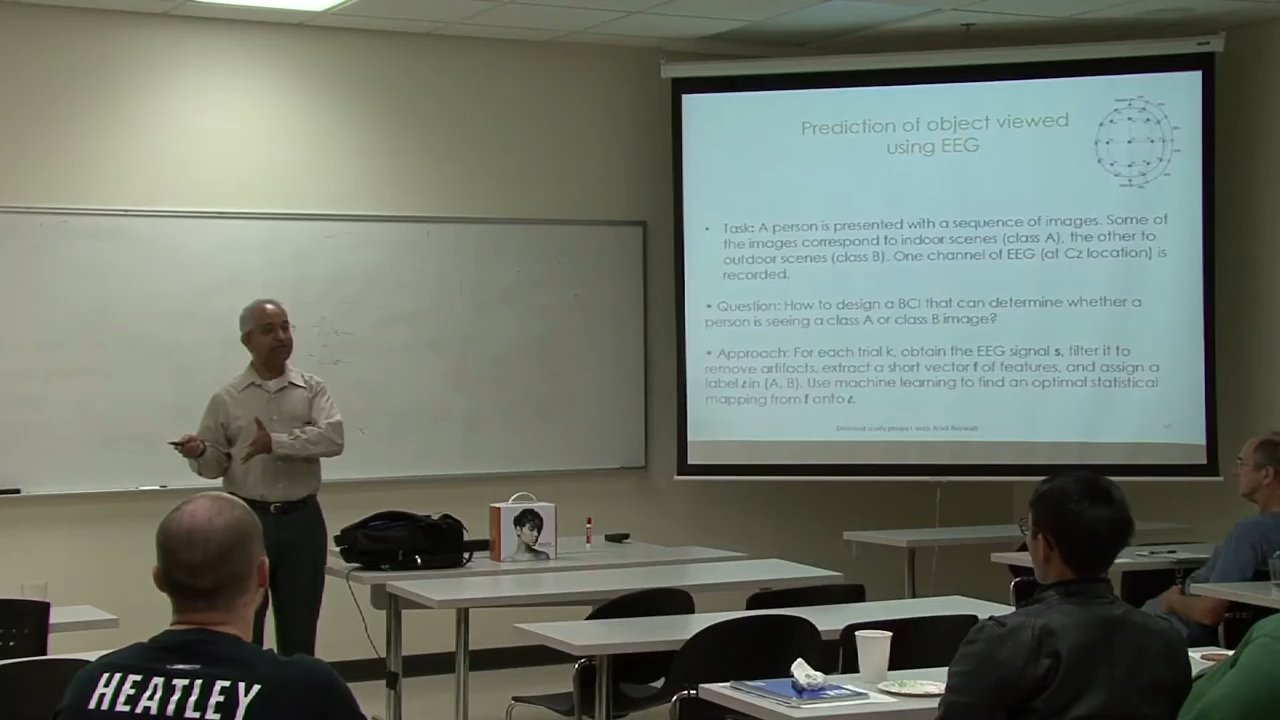 Prediction of object viewed
using EEG
• Task: A person is presented with a sequence of images. Some of
the images correspond to indoor scenes (class A), the other to
outdoor scenes (class B). One channel of EEG (at Cz location) is
recorded.
• Question: How to design a BCI that can determine whether a
person is seeing a class A or class B image?
• Approach: For each trial k, obtain the EEG signal s, filter it to
remove artifacts, extract a short vector f of features, and assign a
label ℓ in (A, B). Use machine learning to find an optimal statistical
mapping from f onto ℓ.
Directed study project with
HEATLEY